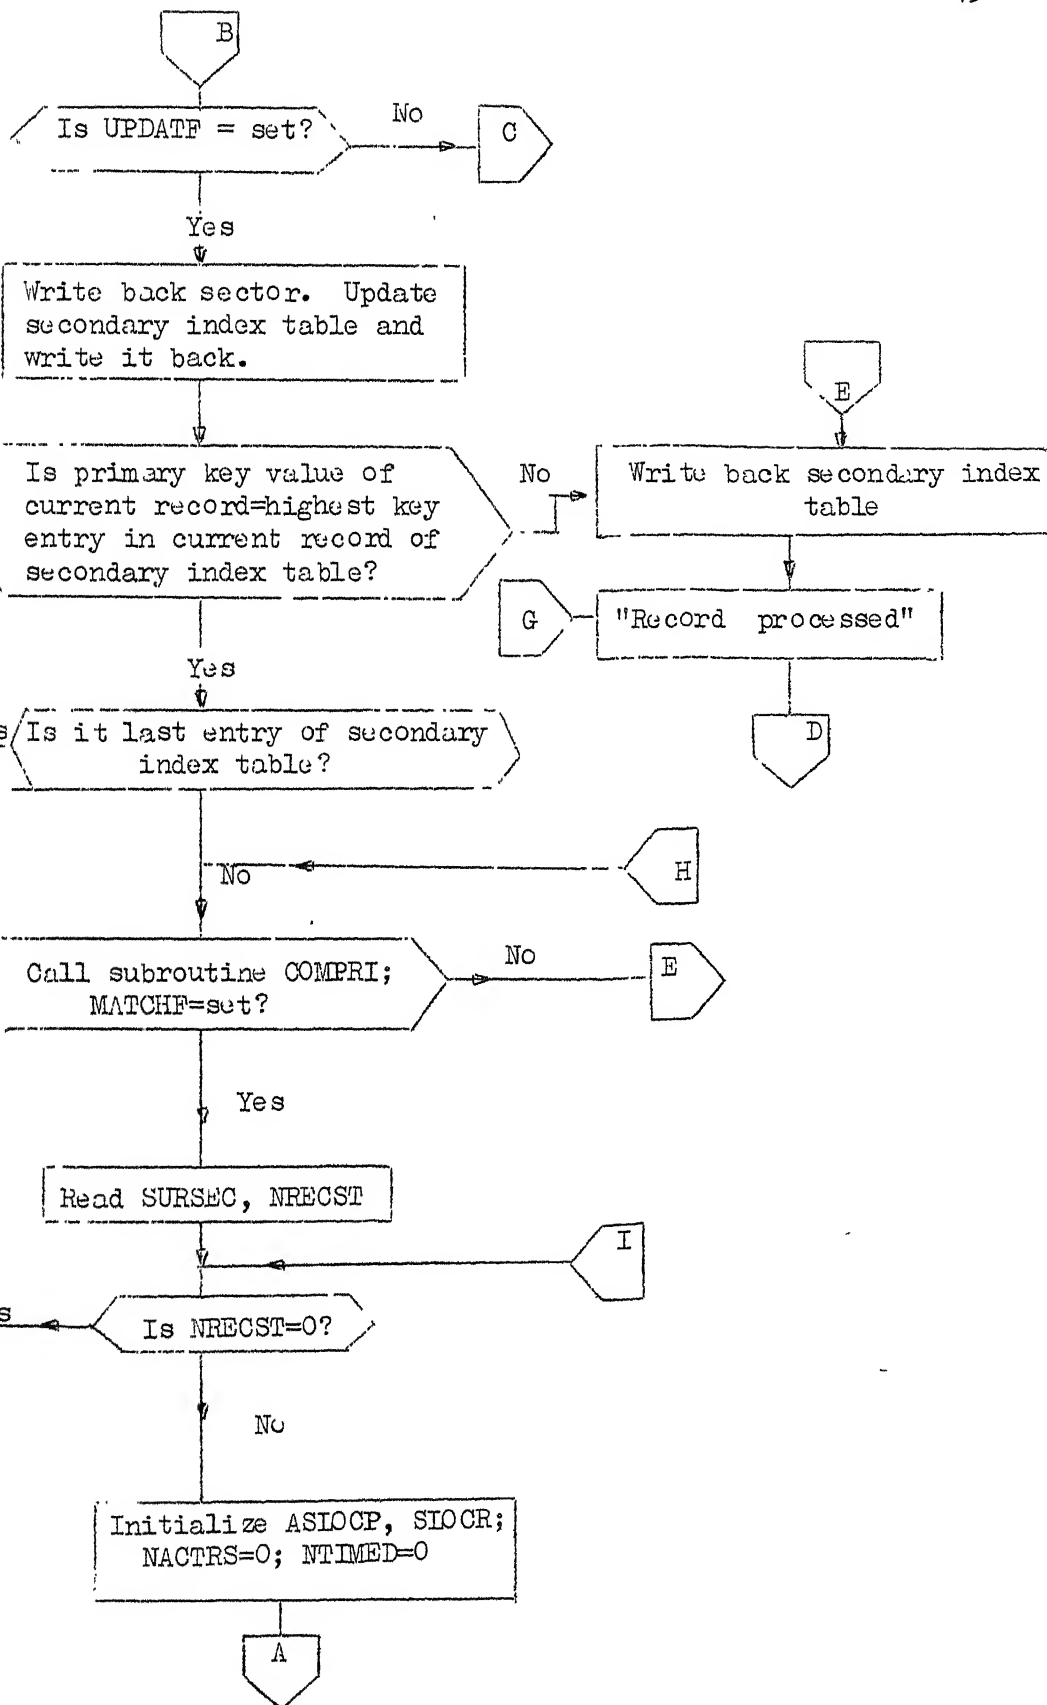 B
Is UPDATF = set?
No
C
Yes
Write back sector. Update
secondary index table and
write it back.
E
Is primary key value of
current record=highest key
entry in current record of
secondary index table?
No
Write back secondary index
table
G
"Record processed"
Yes
D
s
Is it last entry of secondary
index table?
H
No
Call subroutine COMPRI;
MATCHF=set?
No
E
Yes
Read SURSEC, NRECST
I
s
Is NRECST=0?
No
Initialize ASIOCP, SIOCR;
NACTRS=0; NTIMED=0
A